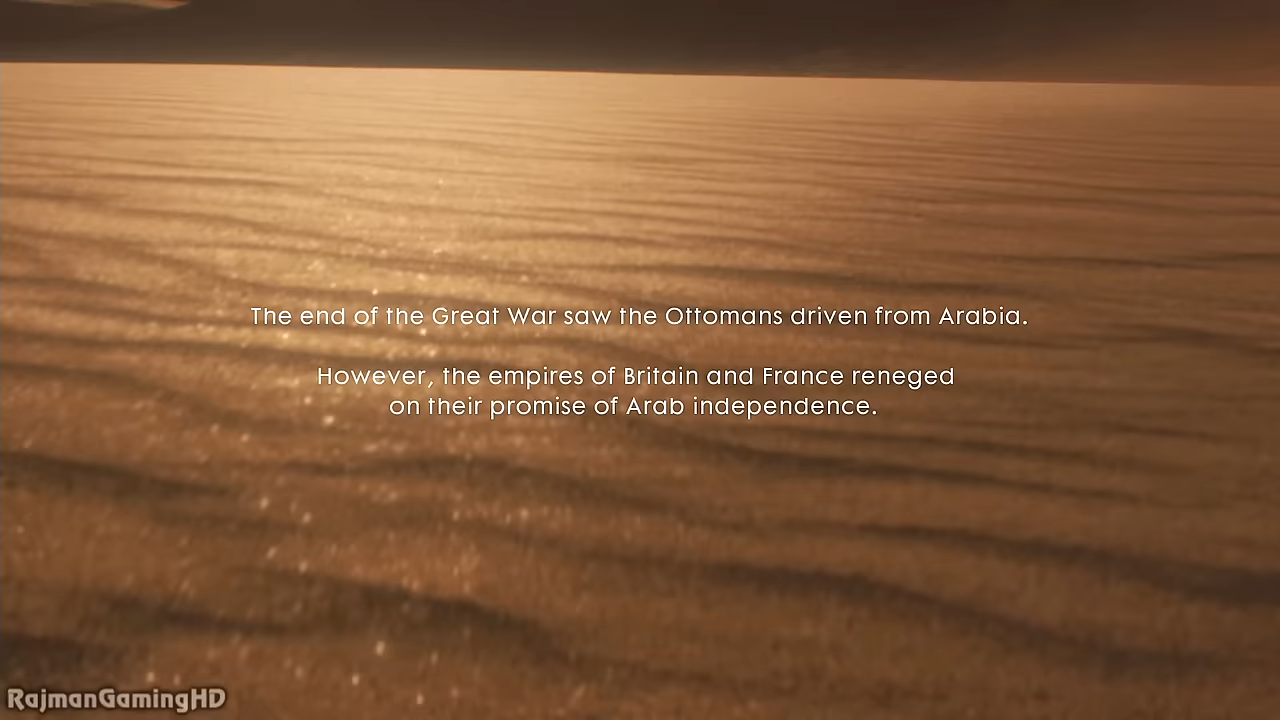 The end of the Great War saw the Ottomans driven from Arabia.
However, the empires of Britain and France reneged
on their promise of Arab independence.
RajmanGamingHD